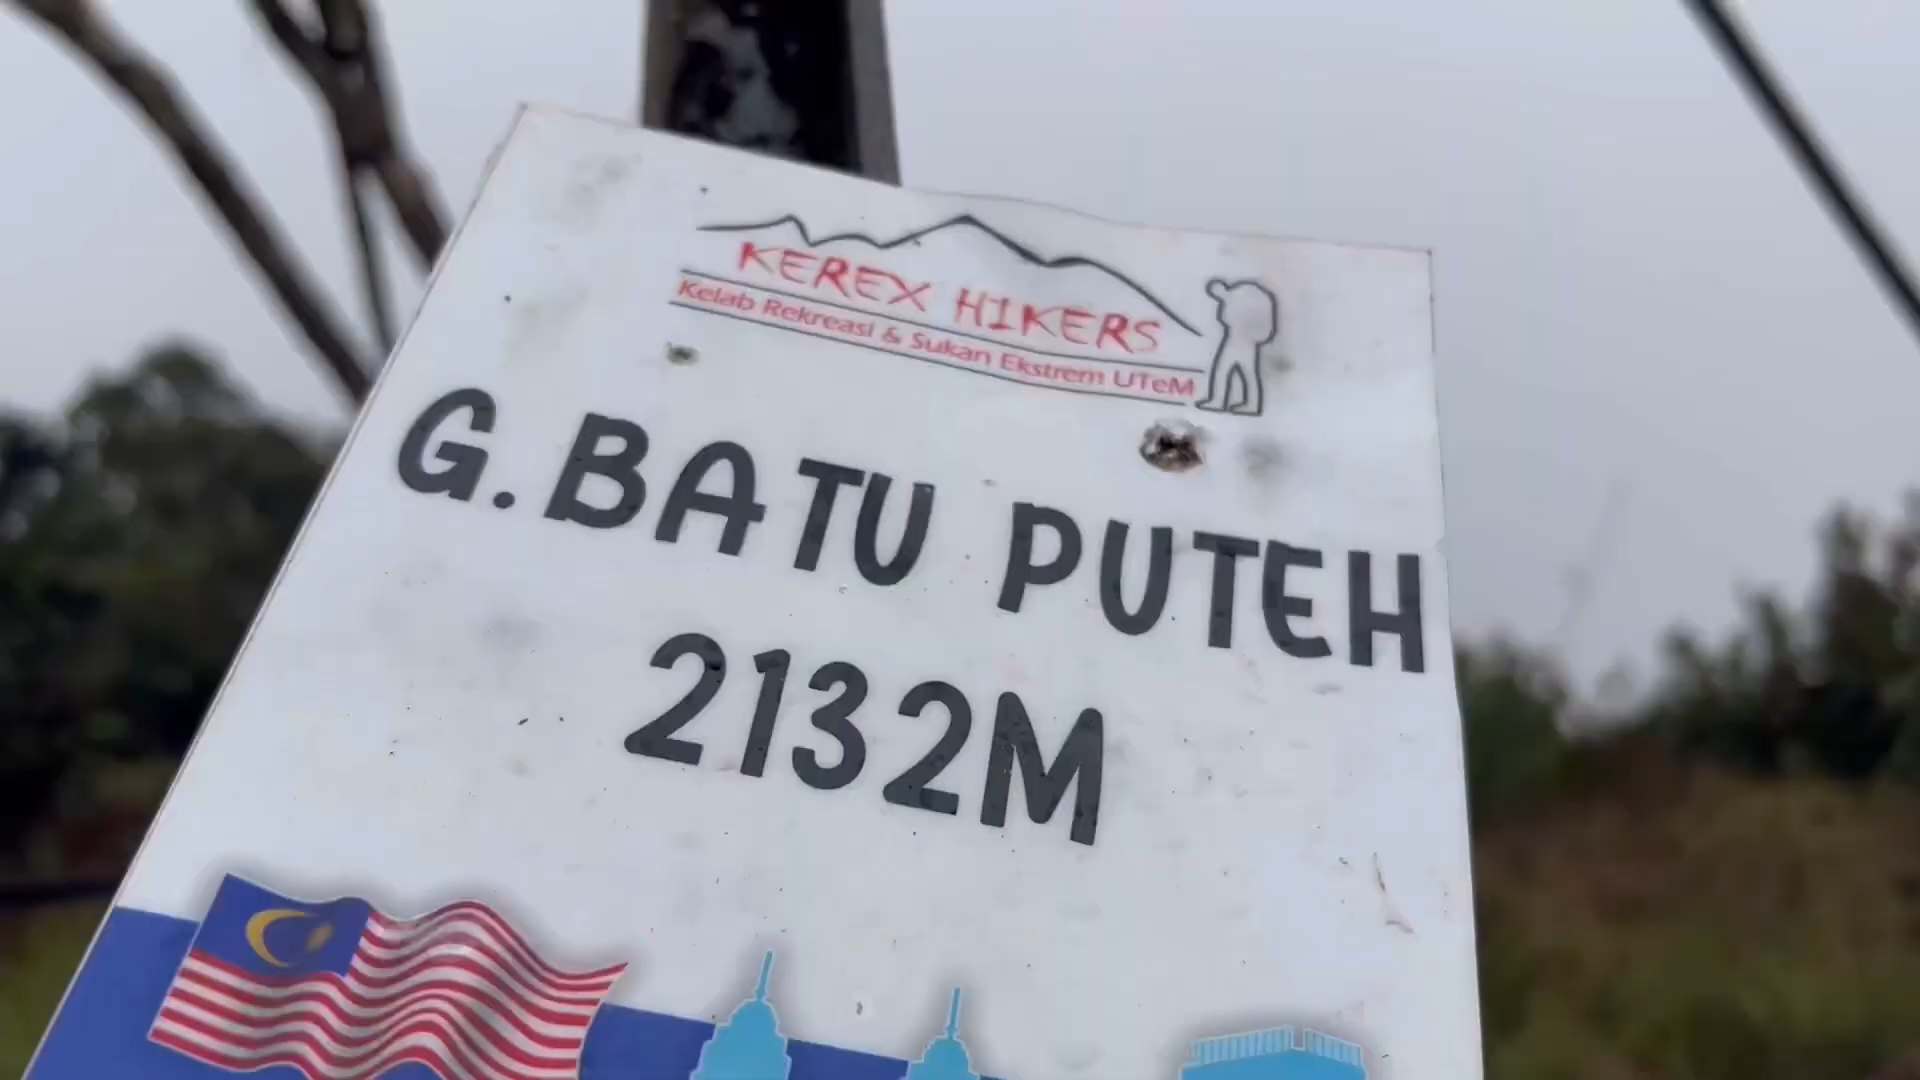 KEREX HIKERS
Kelab Rekreasi & Sukan Ekstrem UTeM
G. BATU PUTEH
2132M